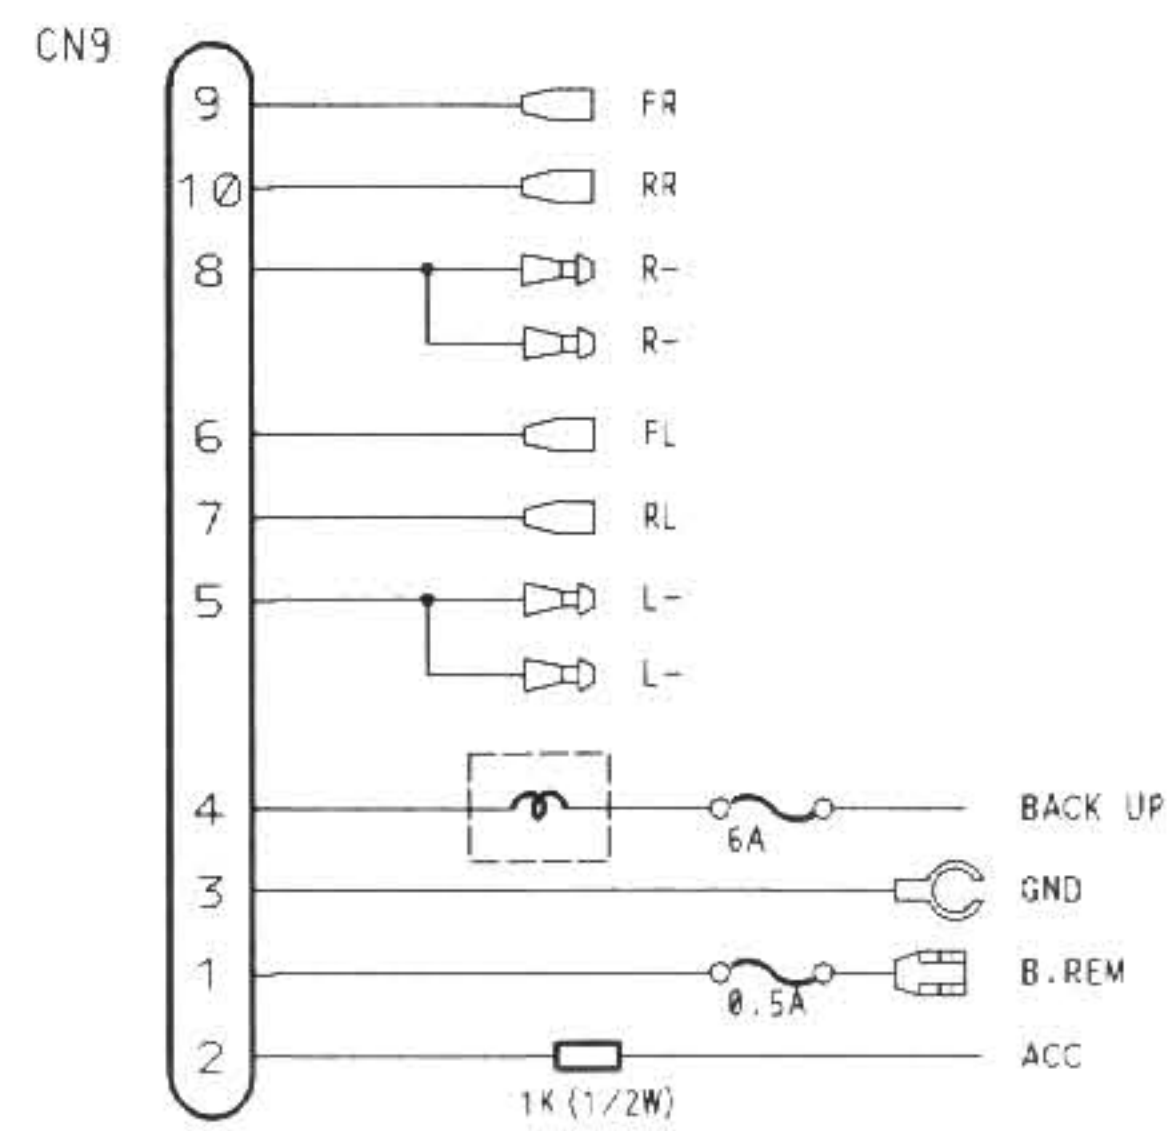 CN9
9 FR
10 RR
8 R-
R-
6 FL
7 RL
5 L-
L-
4 6A BACK UP
3 GND
1 0.5A B.REM
2 1K(1/2W) ACC